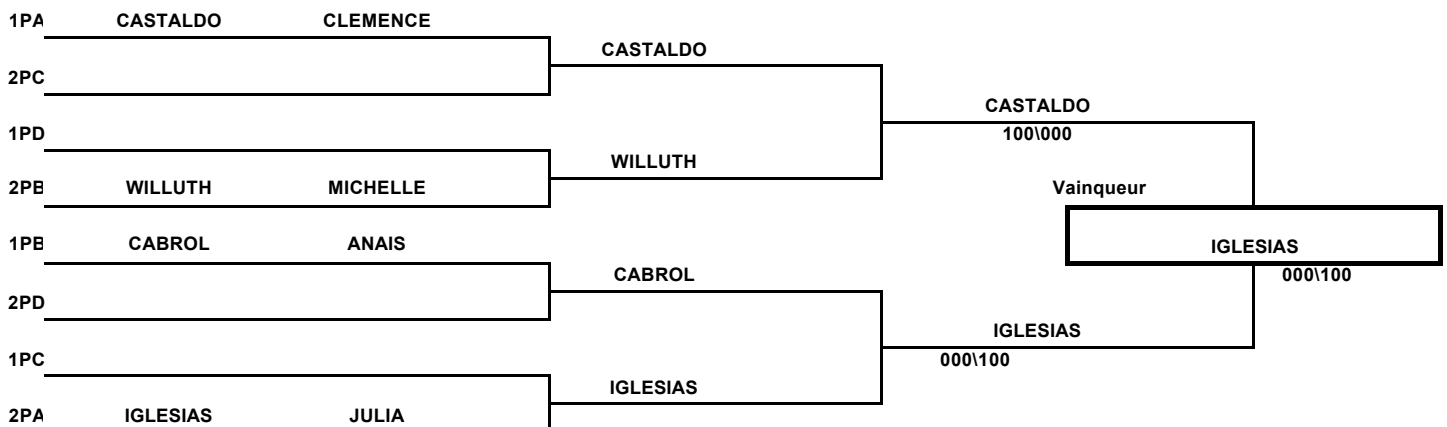 1PA CASTALDO CLEMENCE
CASTALDO
2PC
CASTALDO
1PD 100\000
WILLUTH
2PB WILLUTH MICHELLE Vainqueur
1PB CABROL ANAIS IGLESIAS
CABROL 000\100
2PD
IGLESIAS
1PC 000\100
IGLESIAS
2PA IGLESIAS JULIA